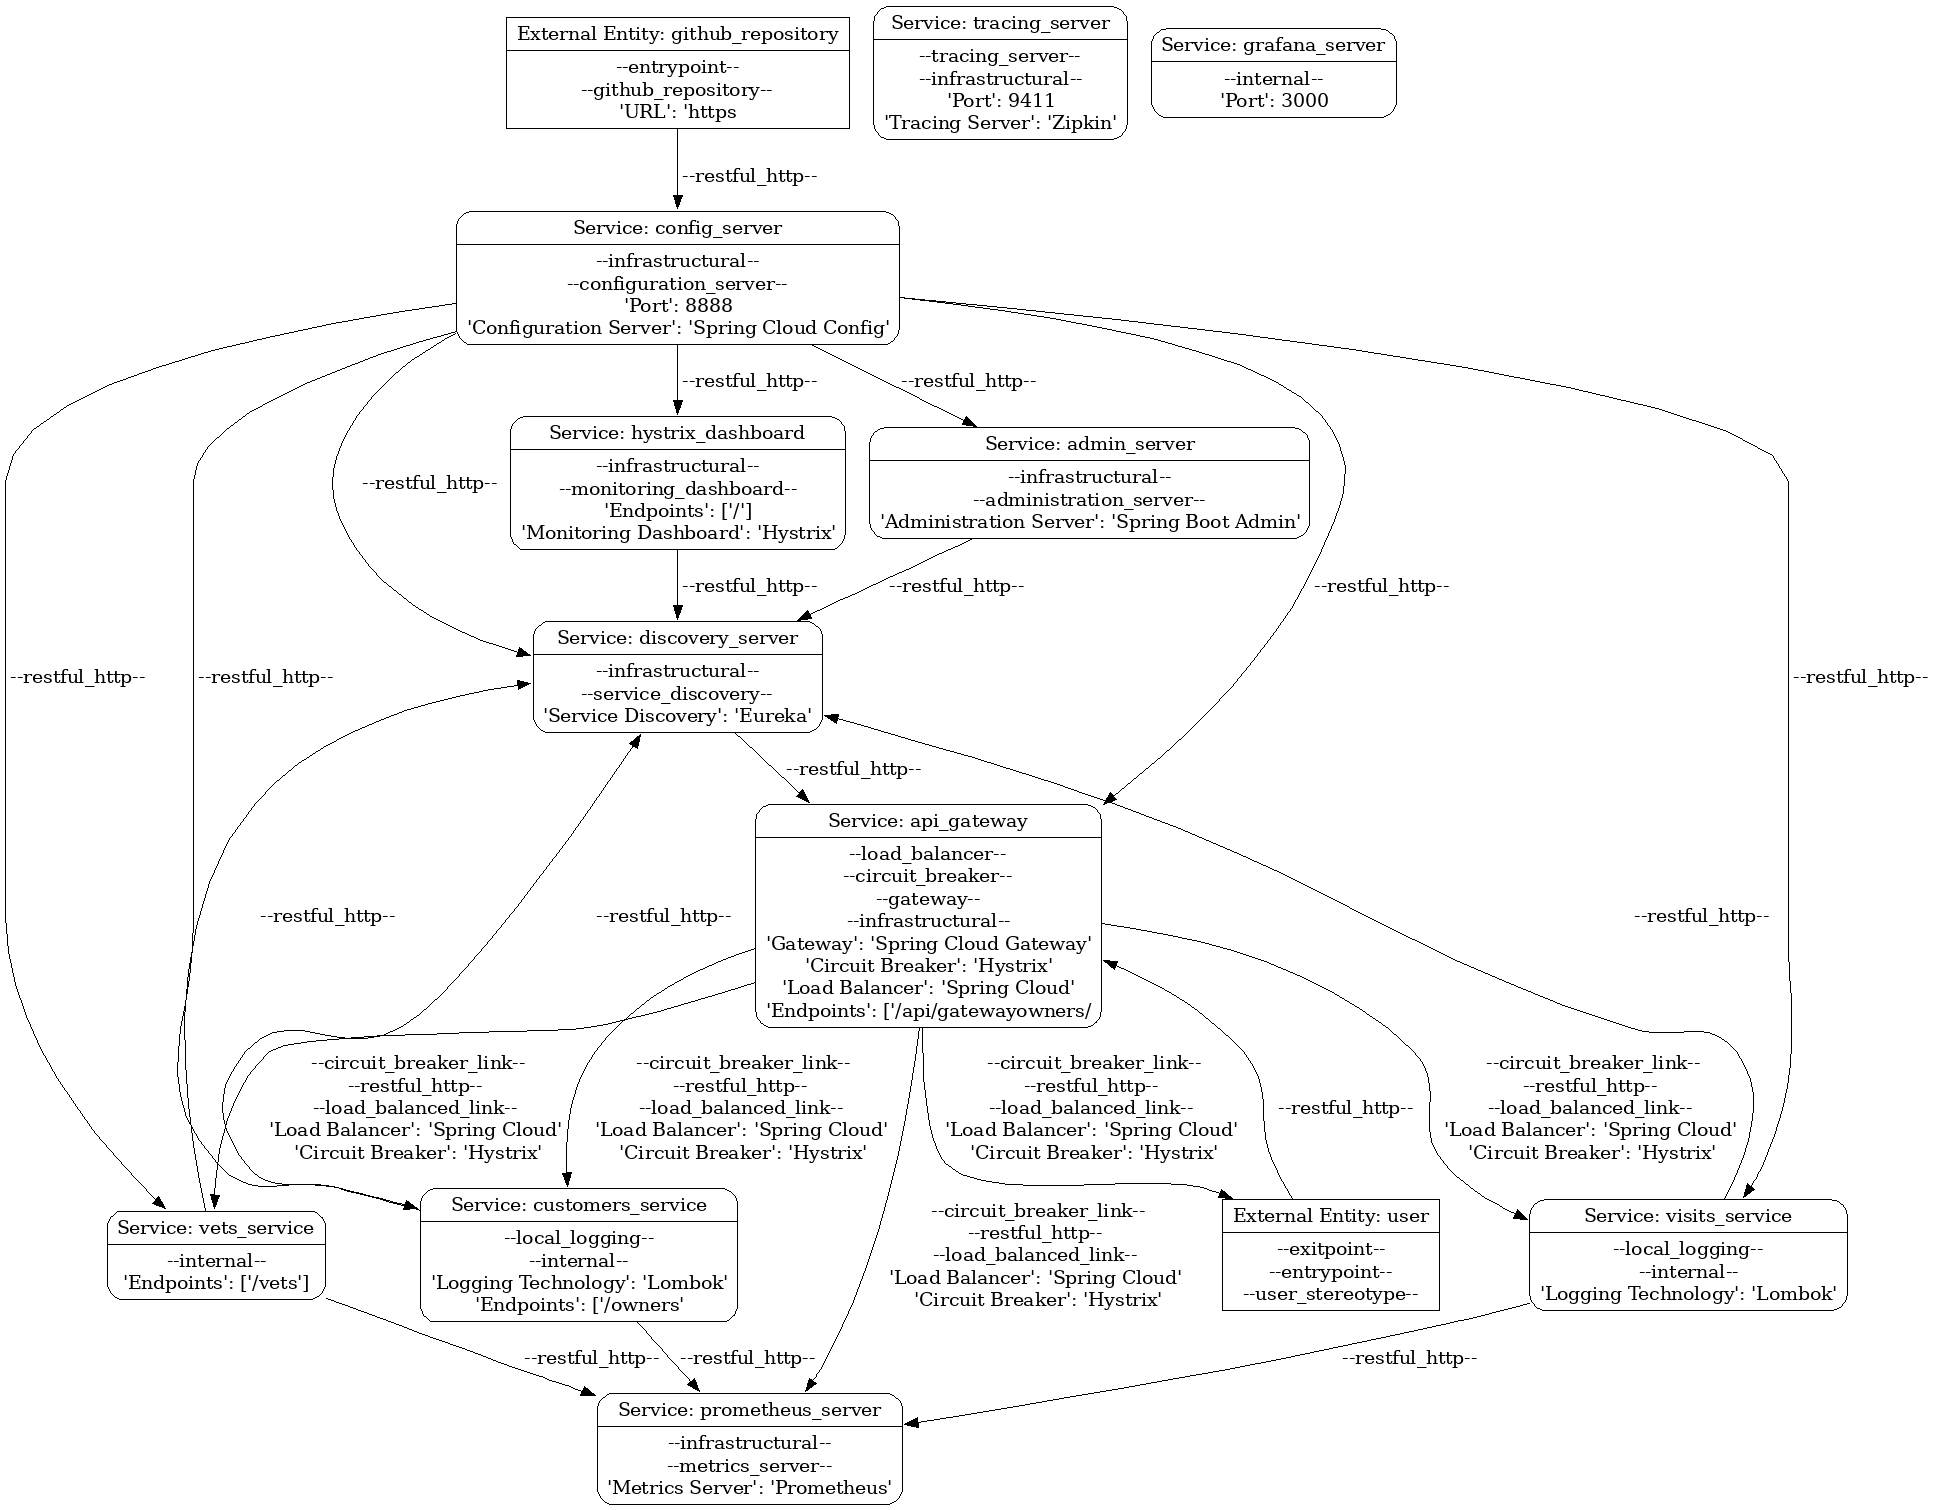 External Entity: github_repository
--entrypoint--
--github_repository--
'URL': 'https
Service: tracing_server
--tracing_server--
--infrastructural--
'Port': 9411
'Tracing Server': 'Zipkin'
Service: grafana_server
--internal--
'Port': 3000
--restful_http--
Service: config_server
--infrastructural--
--configuration_server--
'Port': 8888
'Configuration Server': 'Spring Cloud Config'
--restful_http--
--restful_http--
Service: hystrix_dashboard
--infrastructural--
--monitoring_dashboard--
'Endpoints': ['/']
'Monitoring Dashboard': 'Hystrix'
Service: admin_server
--infrastructural--
--administration_server--
'Administration Server': 'Spring Boot Admin'
--restful_http--
--restful_http--
--restful_http--
--restful_http--
Service: discovery_server
--infrastructural--
--service_discovery--
'Service Discovery': 'Eureka'
--restful_http--
--restful_http--
--restful_http--
--restful_http--
Service: api_gateway
--load_balancer--
--circuit_breaker--
--gateway--
--infrastructural--
'Gateway': 'Spring Cloud Gateway'
'Circuit Breaker': 'Hystrix'
'Load Balancer': 'Spring Cloud'
'Endpoints': ['/api/gatewayowners/
--restful_http--
--restful_http--
--restful_http--
--circuit_breaker_link--
--restful_http--
--load_balanced_link--
'Load Balancer': 'Spring Cloud'
'Circuit Breaker': 'Hystrix'
--circuit_breaker_link--
--restful_http--
--load_balanced_link--
'Load Balancer': 'Spring Cloud'
'Circuit Breaker': 'Hystrix'
--circuit_breaker_link--
--restful_http--
--load_balanced_link--
'Load Balancer': 'Spring Cloud'
'Circuit Breaker': 'Hystrix'
--restful_http--
--circuit_breaker_link--
--restful_http--
--load_balanced_link--
'Load Balancer': 'Spring Cloud'
'Circuit Breaker': 'Hystrix'
Service: vets_service
--internal--
'Endpoints': ['/vets']
Service: customers_service
--local_logging--
--internal--
'Logging Technology': 'Lombok'
'Endpoints': ['/owners'
--circuit_breaker_link--
--restful_http--
--load_balanced_link--
'Load Balancer': 'Spring Cloud'
'Circuit Breaker': 'Hystrix'
External Entity: user
--exitpoint--
--entrypoint--
--user_stereotype--
Service: visits_service
--local_logging--
--internal--
'Logging Technology': 'Lombok'
--restful_http--
--restful_http--
--restful_http--
Service: prometheus_server
--infrastructural--
--metrics_server--
'Metrics Server': 'Prometheus'